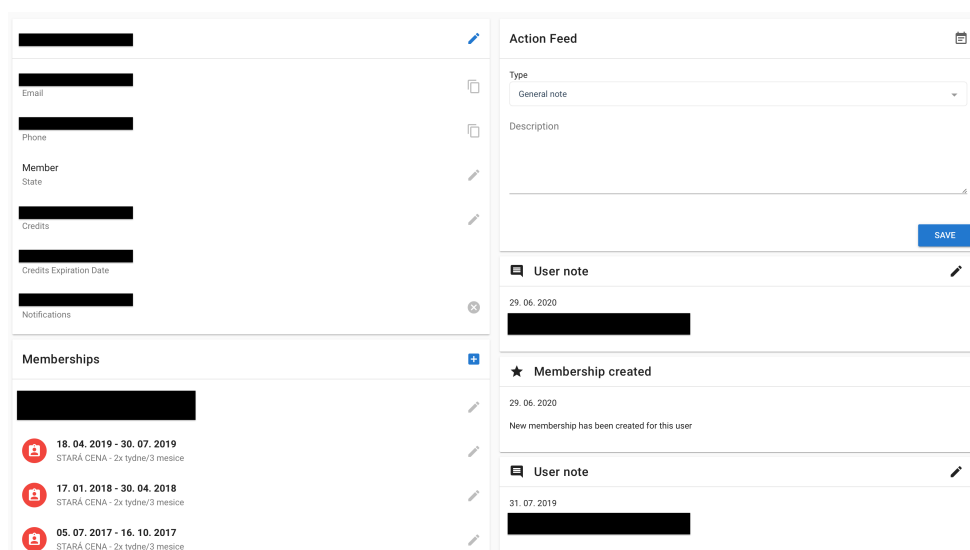 Email
Phone
Member
State
Credits
Credits Expiration Date
Notifications
Memberships
18. 04. 2019 - 30. 07. 2019
STARÁ CENA - 2x tydne/3 mesice
17. 01. 2018 - 30. 04. 2018
STARÁ CENA - 2x tydne/3 mesice
05. 07. 2017 - 16. 10. 2017
STARÁ CENA - 2x tydne/3 mesice
Action Feed
Type
General note
Description
SAVE
User note
29. 06. 2020
Membership created
29. 06. 2020
New membership has been created for this user
User note
31. 07. 2019